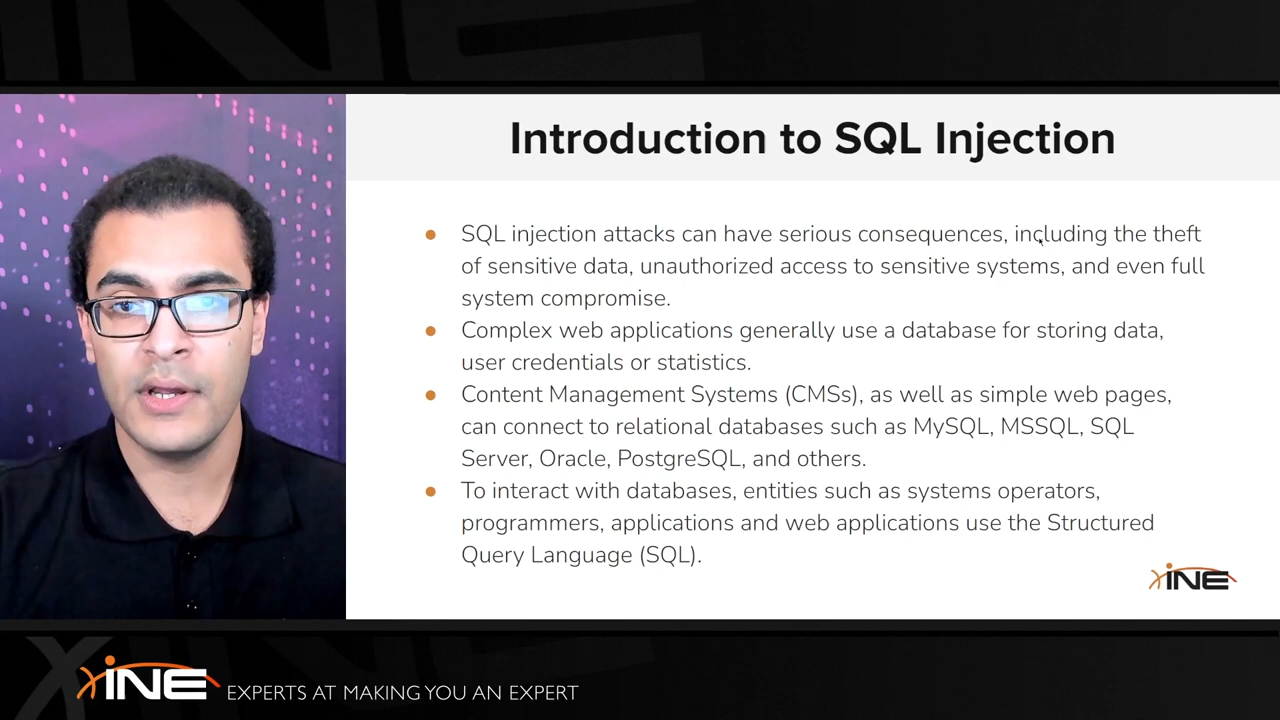 Introduction to SQL Injection
SQL injection attacks can have serious consequences, including the theft
of sensitive data, unauthorized access to sensitive systems, and even full
system compromise.
Complex web applications generally use a database for storing data,
user credentials or statistics.
Content Management Systems (CMSs), as well as simple web pages,
can connect to relational databases such as MySQL, MSSQL, SQL
Server, Oracle, PostgreSQL, and others.
To interact with databases, entities such as systems operators,
programmers, applications and web applications use the Structured
Query Language (SQL).
INE
INE EXPERTS AT MAKING YOU AN EXPERT